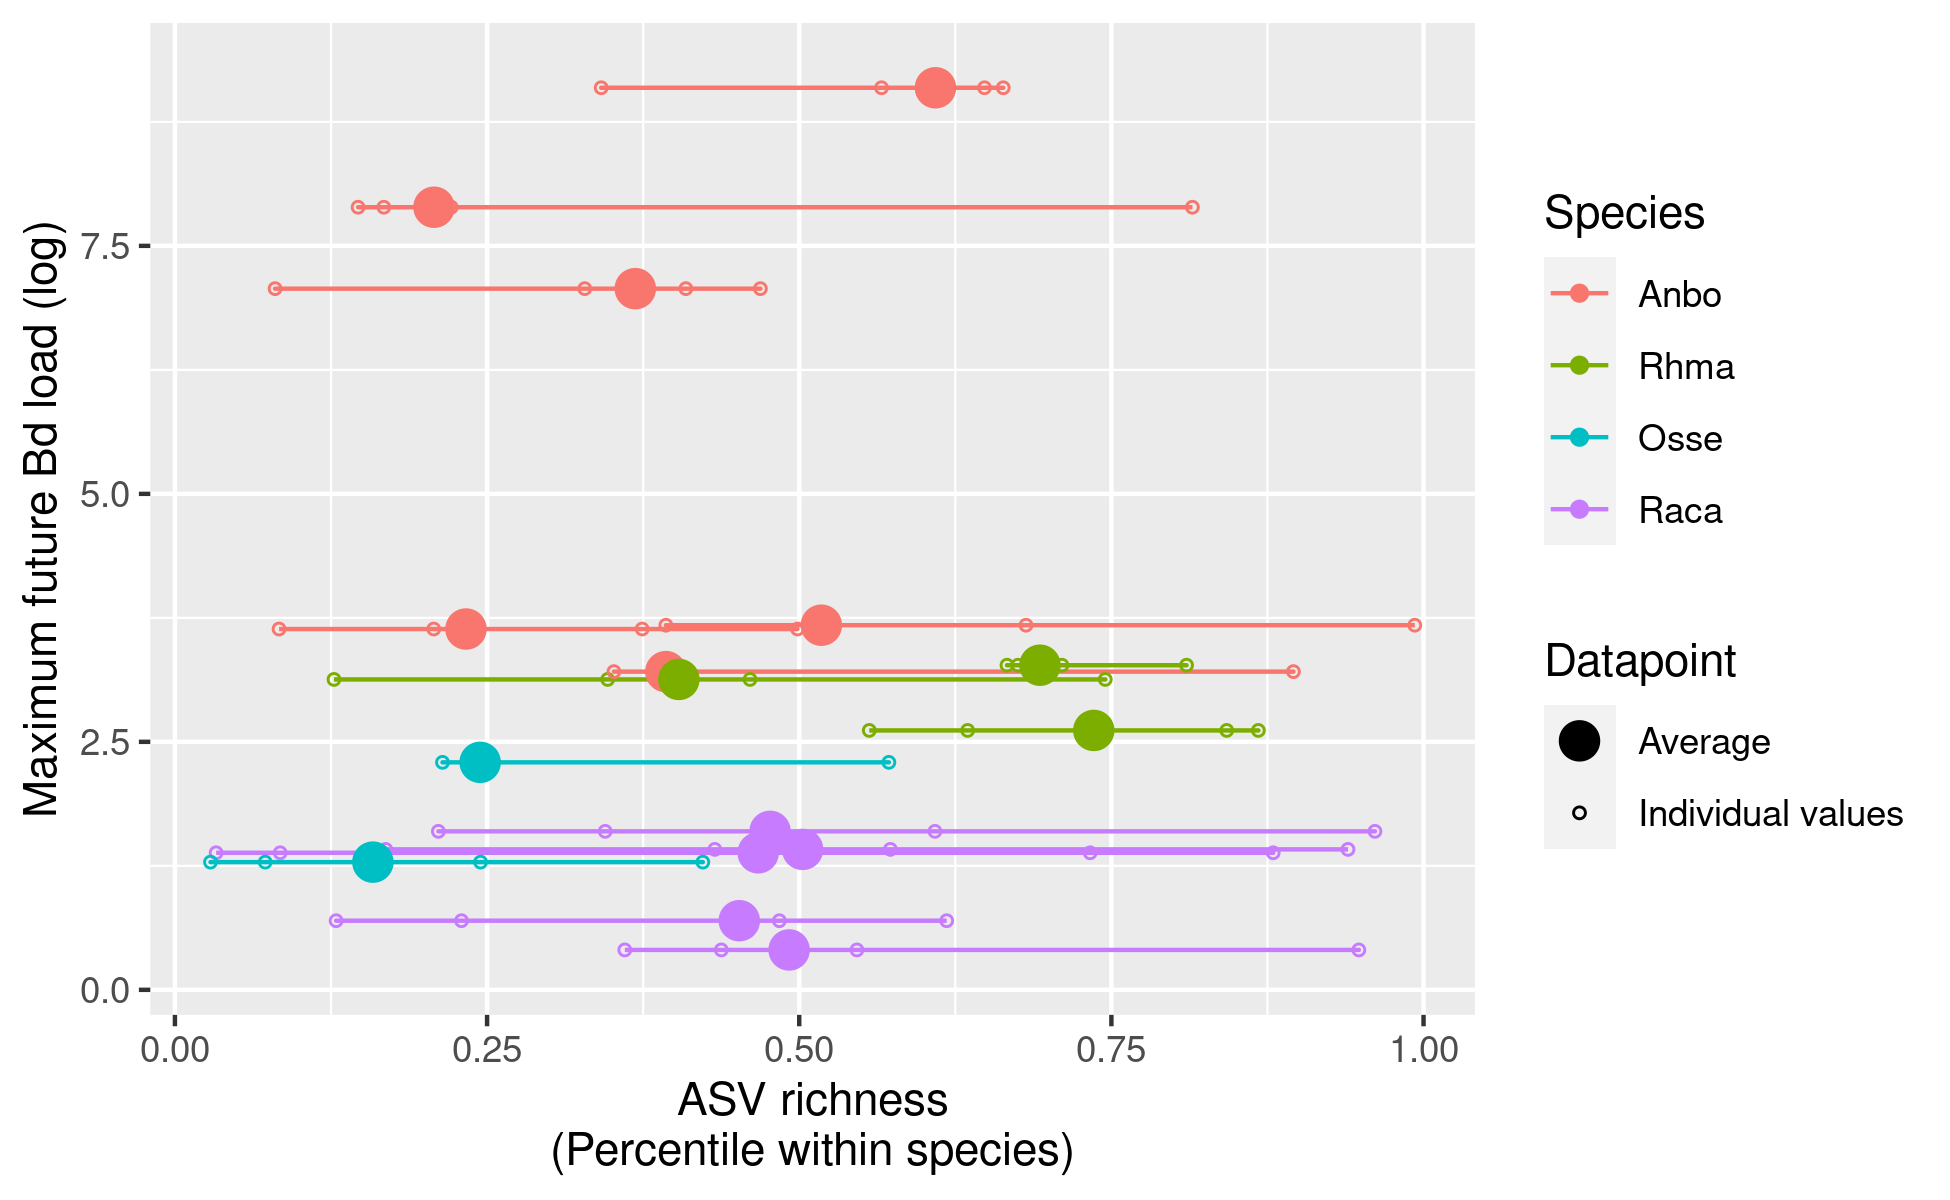 Maximum future Bd load (log)
7.5
5.0
2.5
0.0
0.00 0.25 0.50 0.75 1.00
ASV richness
(Percentile within species)
Species
Anbo
Rhma
Osse
Raca
Datapoint
Average
Individual values